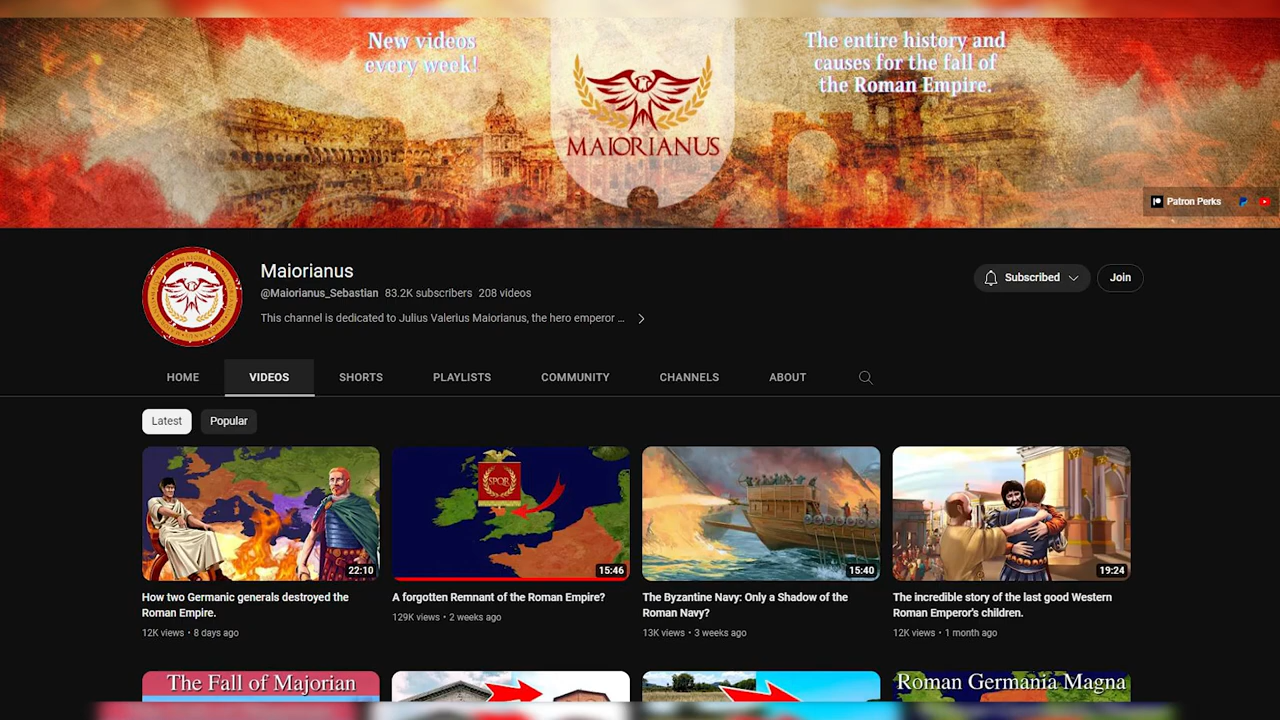 New videos
every week!
The entire history and
causes for the fall of
the Roman Empire.
MAIORIANUS
Patron Perks
Maiorianus
@Maiorianus_Sebastian 83.2K subscribers 208 videos
This channel is dedicated to Julius Valerius Maiorianus, the hero emperor ...
Subscribed
Join
HOME VIDEOS SHORTS PLAYLISTS COMMUNITY CHANNELS ABOUT
Latest Popular
SPQR
22:10
15:46
15:40
19:24
How two Germanic generals destroyed the
Roman Empire.
12K views • 8 days ago
A forgotten Remnant of the Roman Empire?
129K views • 2 weeks ago
The Byzantine Navy: Only a Shadow of the
Roman Navy?
13K views • 3 weeks ago
The incredible story of the last good Western
Roman Emperor's children.
12K views • 1 month ago
The Fall of Majorian
Roman Germania Magna